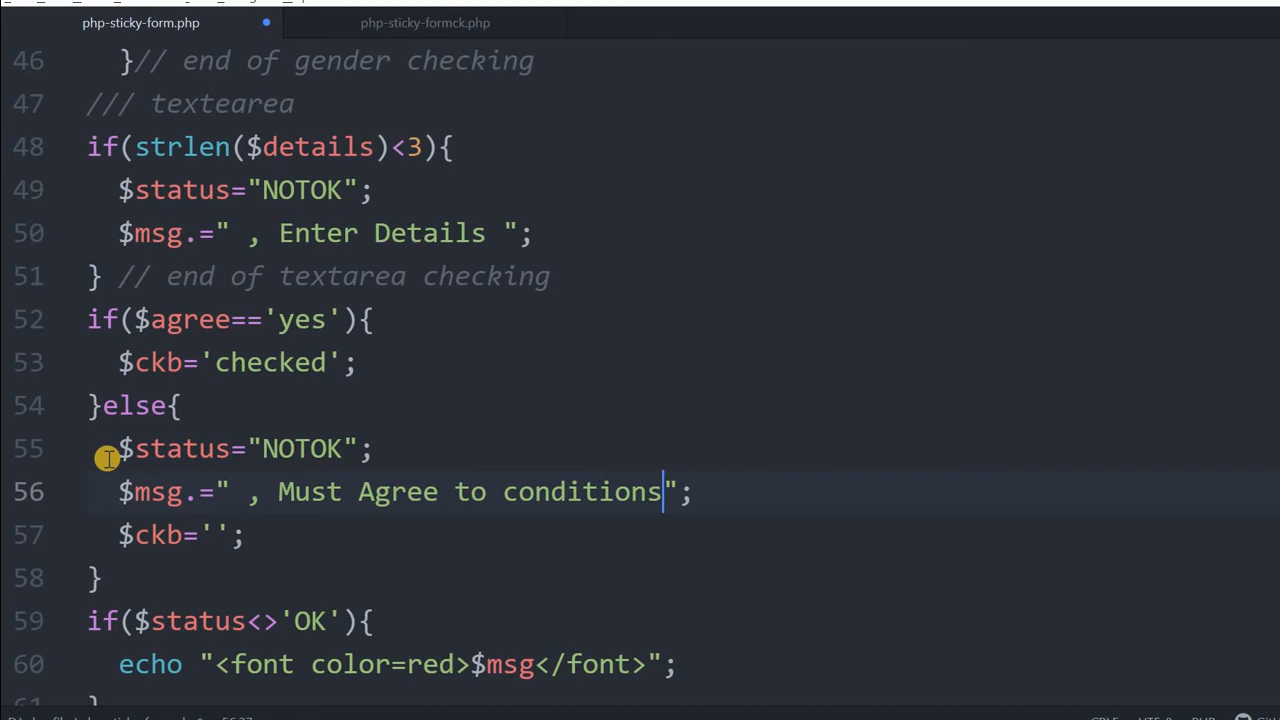 php-sticky-form.php php-sticky-formck.php
46 }// end of gender checking
47 /// textearea
48 if(strlen($details)<3){
49 $status="NOTOK";
50 $msg.=" , Enter Details ";
51 } // end of textarea checking
52 if($agree=='yes'){
53 $ckb='checked';
54 }else{
55 $status="NOTOK";
56 $msg.=" , Must Agree to conditions";
57 $ckb='';
58 }
59 if($status<>'OK'){
60 echo "<font color=red>$msg</font>";
61 }